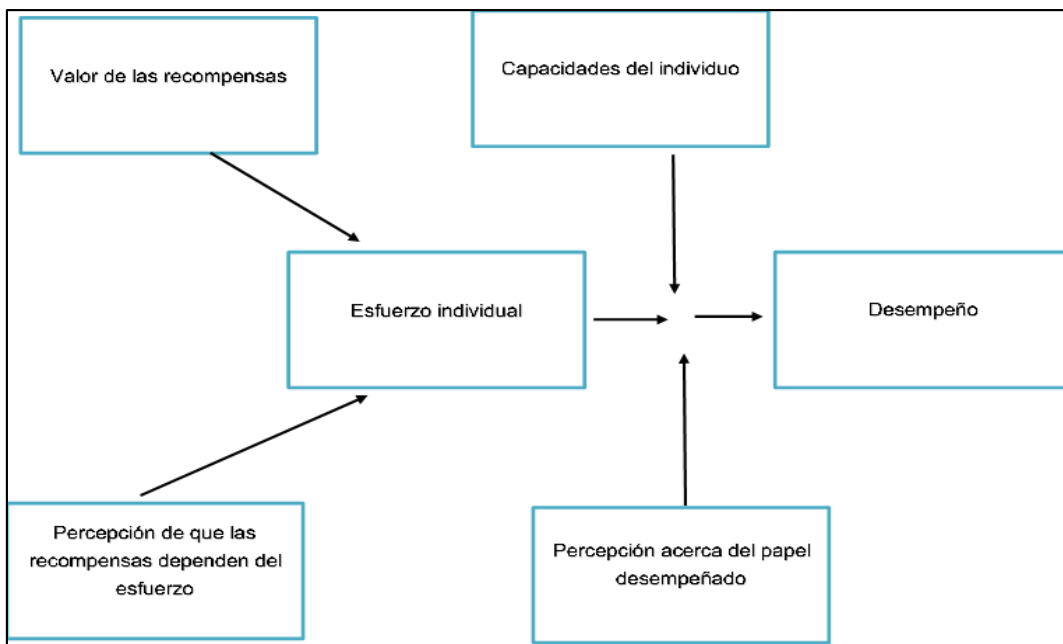 Valor de las recompensas
Capacidades del individuo
Esfuerzo individual
Desempeño
Percepción de que las
recompensas dependen del
esfuerzo
Percepción acerca del papel
desempeñado